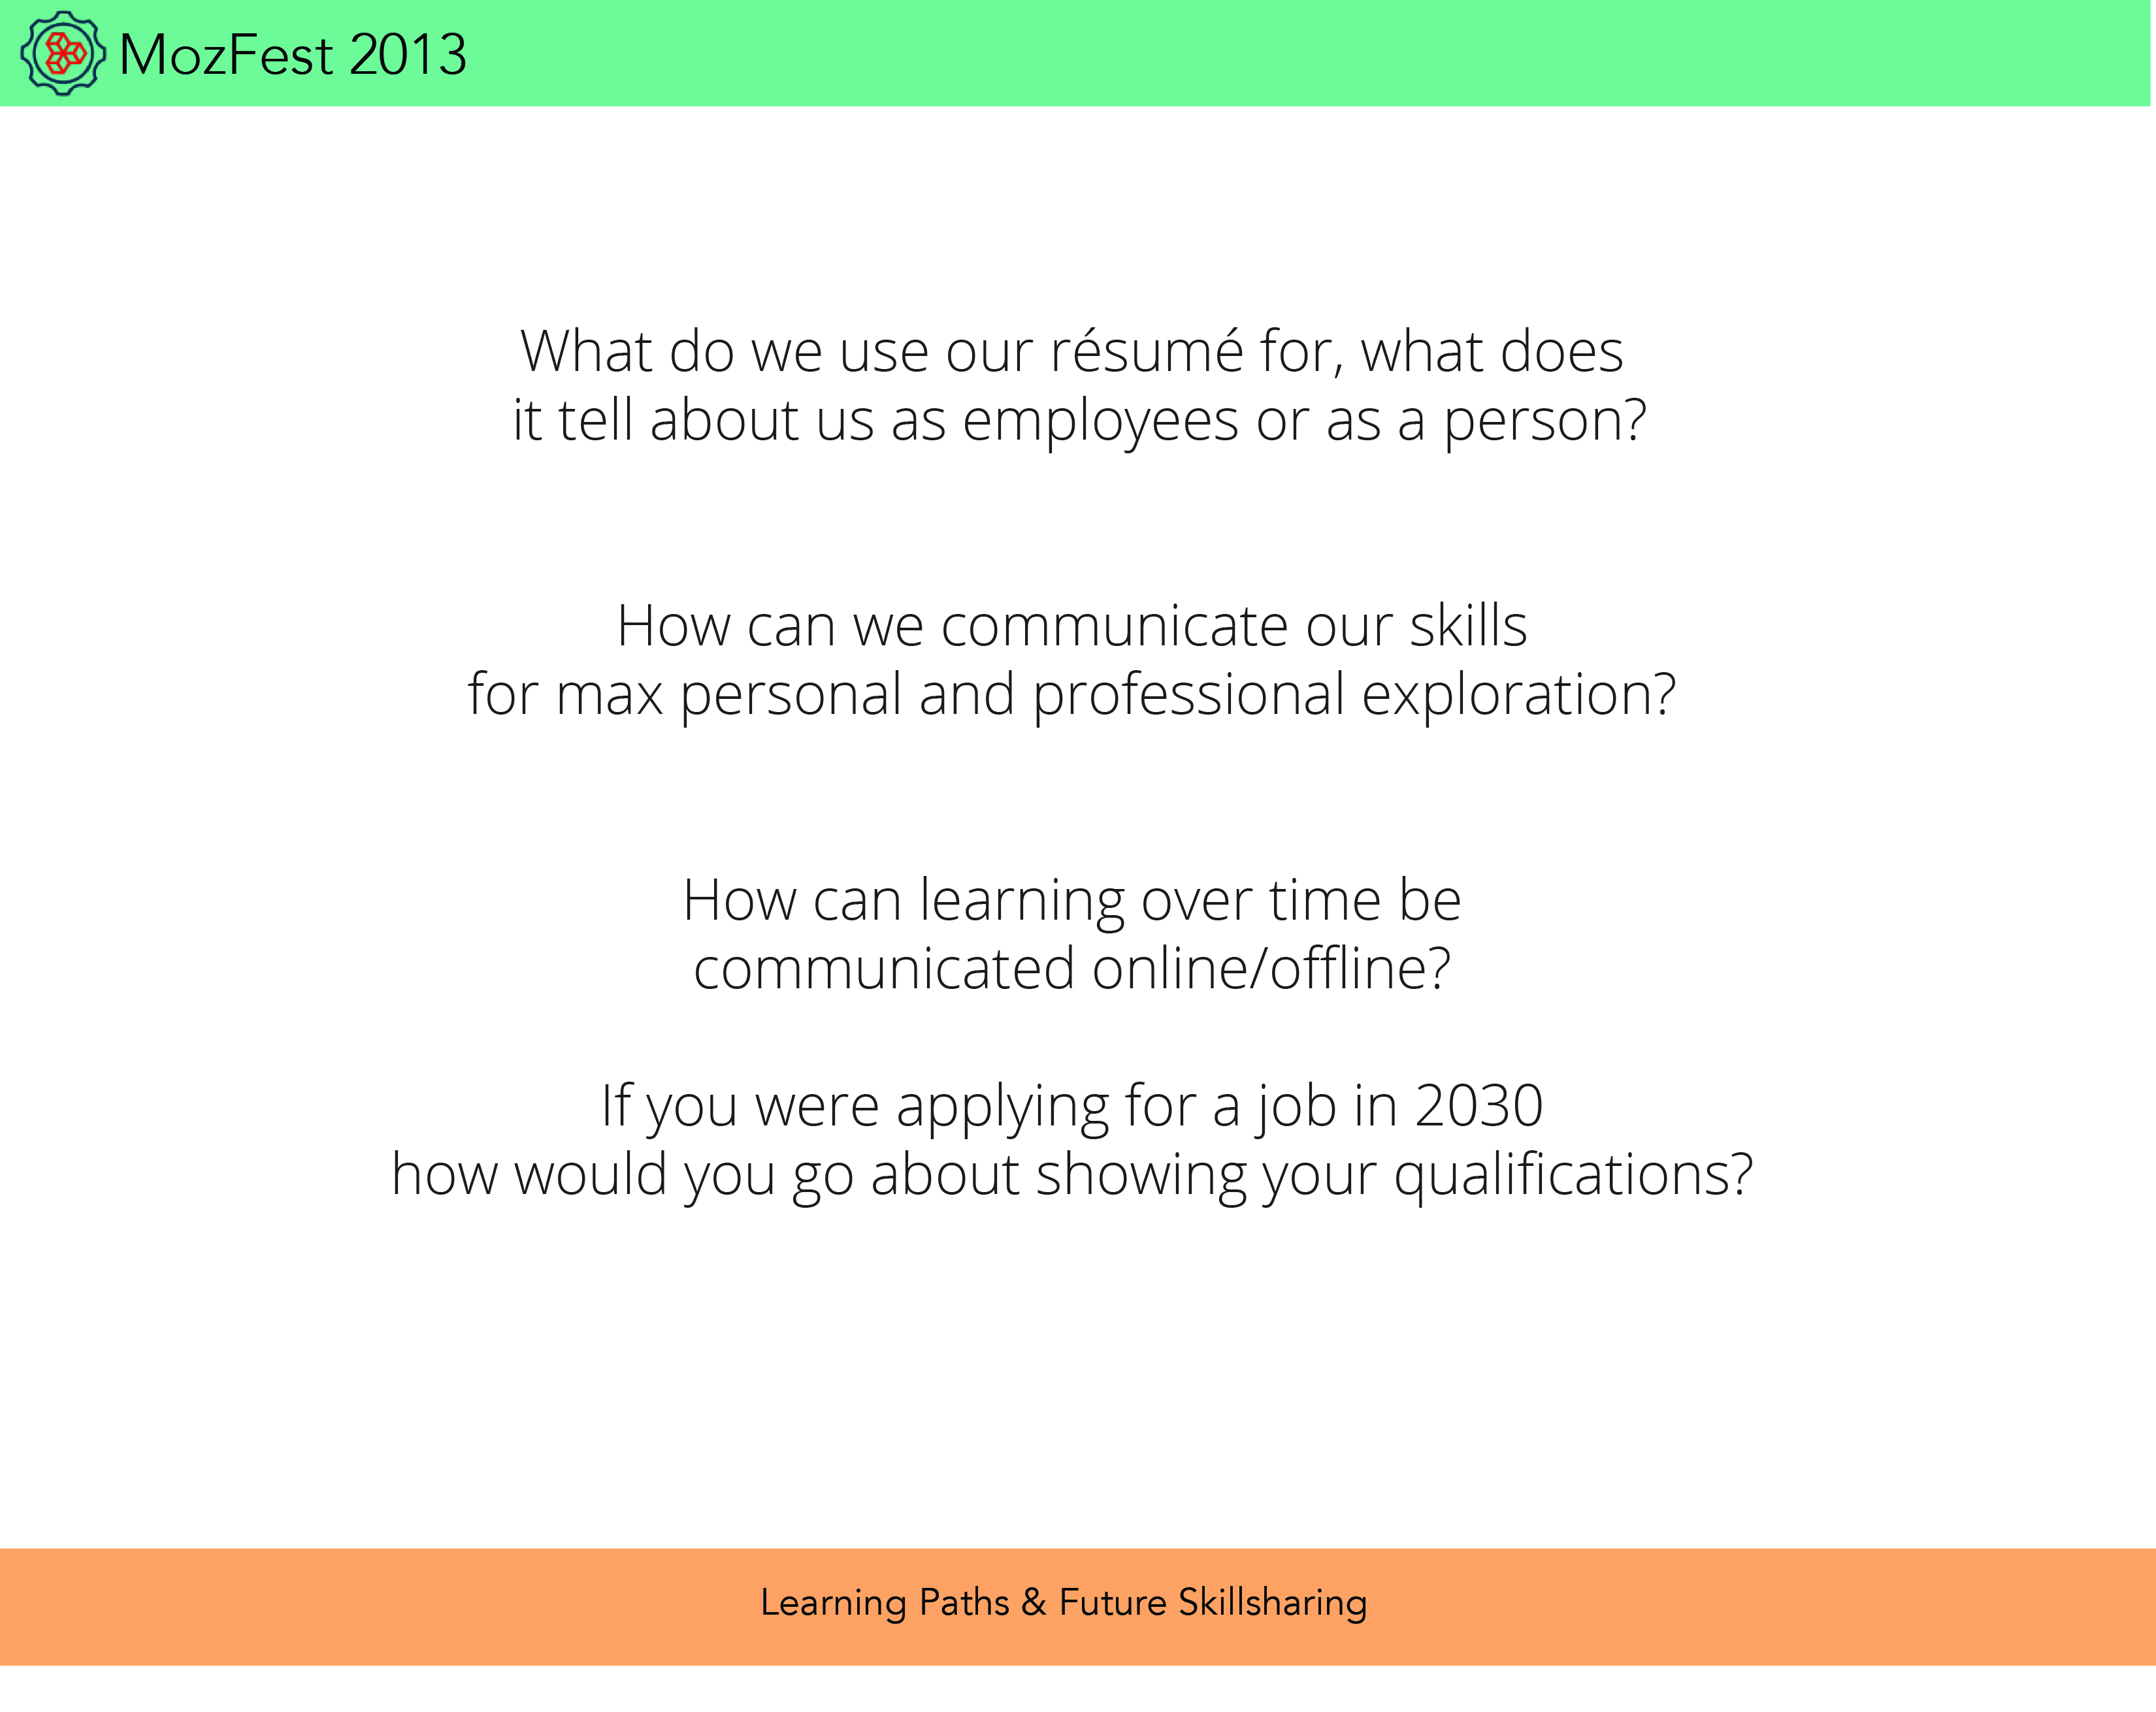 MozFest 2013
What do we use our résumé for, what does
it tell about us as employees or as a person?
How can we communicate our skills
for max personal and professional exploration?
How can learning over time be
communicated online/offline?
If you were applying for a job in 2030
how would you go about showing your qualifications?
Learning Paths & Future Skillsharing